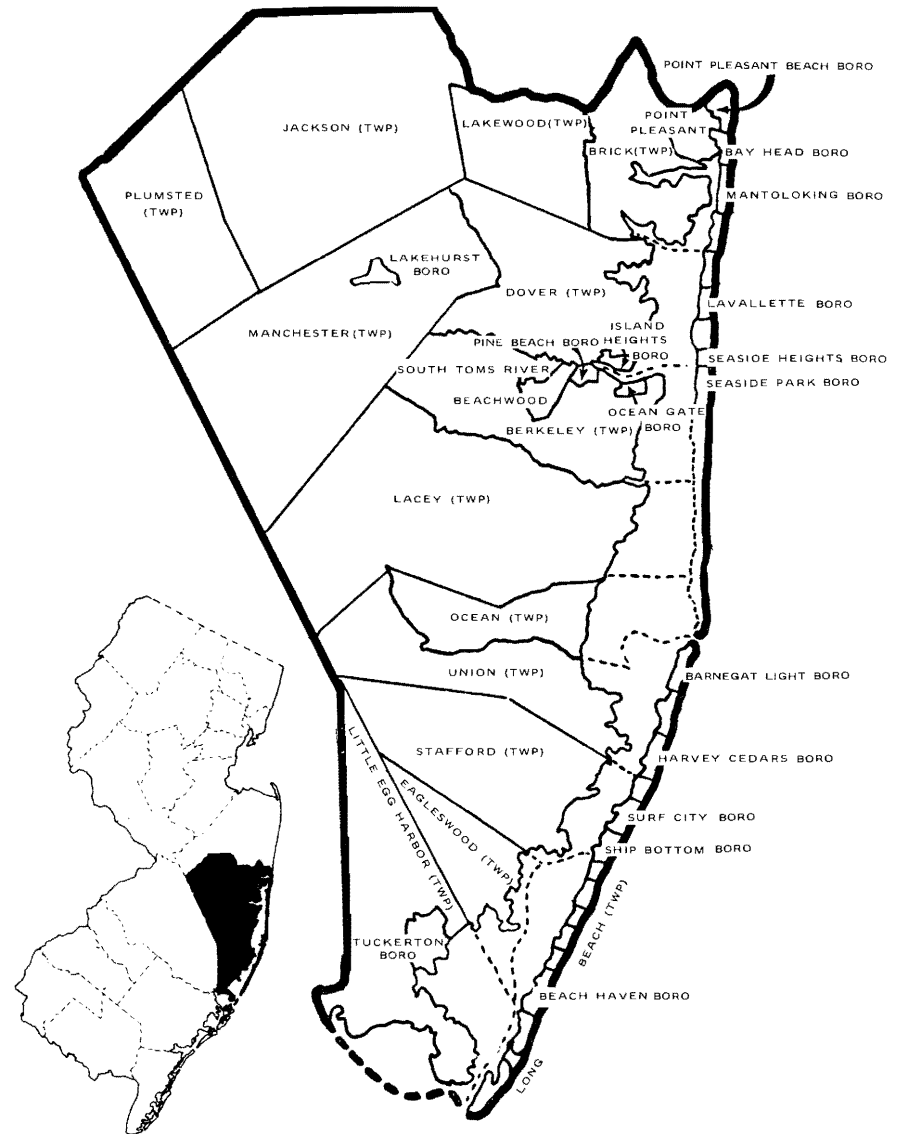 POINT PLEASANT BEACH BORO
POINT
PLEASANT
JACKSON (TWP)
LAKEWOOD(TWP)
BRICK(TWP)
BAY HEAD BORO
PLUMSTED
(TWP)
MANTOLOKING BORO
LAKEHURST
BORO
DOVER (TWP)
LAVALLETTE BORO
MANCHESTER(TWP)
ISLAND
HEIGHTS
BORO
PINE BEACH BORO
SEASIDE HEIGHTS BORO
SOUTH TOMS RIVER
SEASIDE PARK BORO
BEACHWOOD
OCEAN GATE
BORO
BERKELEY (TWP)
LACEY (TWP)
OCEAN (TWP)
UNION (TWP)
BARNEGAT LIGHT BORO
STAFFORD (TWP)
HARVEY CEDARS BORO
LITTLE EGG HARBOR (TWP)
EAGLESWOOD (TWP)
SURF CITY BORO
SHIP BOTTOM BORO
TUCKERTON
BORO
BEACH HAVEN BORO
LONG
BEACH (TWP)